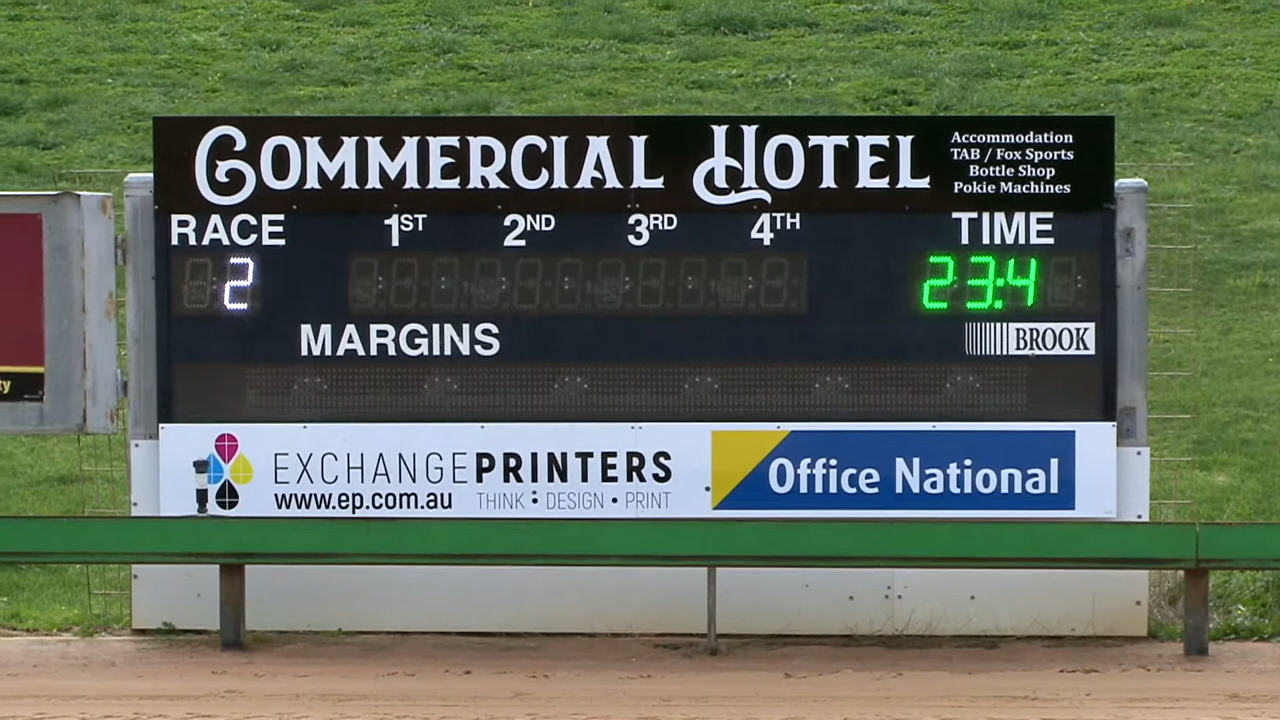 COMMERCIAL HOTEL
Accommodation
TAB / Fox Sports
Bottle Shop
Pokie Machines
RACE 1ST 2ND 3RD 4TH TIME
2 23:4
MARGINS
BROOK
ty
EXCHANGEPRINTERS
www.ep.com.au THINK : DESIGN • PRINT
Office National